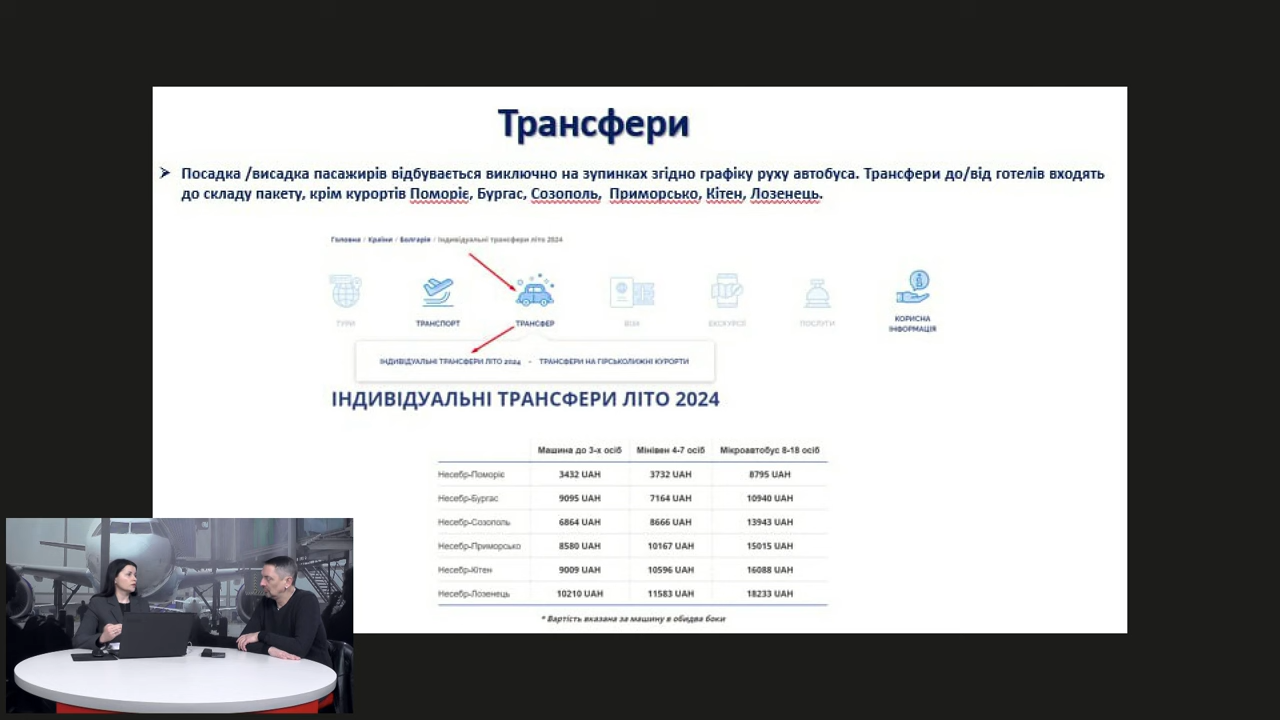 Трансфери
➢ Посадка /висадка пасажирів відбувається виключно на зупинках згідно графіку руху автобуса. Трансфери до/від готелів входять
до складу пакету, крім курортів Поморіє, Бургас, Созополь, Приморсько, Кітен, Лозенець.
Головна / Країни / Болгарія / Індивідуальні трансфери літо 2024
ТУРИ ТРАНСПОРТ ТРАНСФЕР ВІЗА ЕКСКУРСІЇ ПОСЛУГИ КОРИСНА
ІНФОРМАЦІЯ
ІНДИВІДУАЛЬНІ ТРАНСФЕРИ ЛІТО 2024 - ТРАНСФЕРИ НА ГІРСЬКОЛИЖНІ КУРОРТИ
ІНДИВІДУАЛЬНІ ТРАНСФЕРИ ЛІТО 2024
Машина до 3-х осіб Мінівен 4-7 осіб Мікроавтобус 8-18 осіб
Несебр-Поморіє 3432 UAH 3732 UAH 8795 UAH
Несебр-Бургас 9095 UAH 7164 UAH 10940 UAH
Несебр-Созополь 6864 UAH 8666 UAH 13943 UAH
Несебр-Приморсько 8580 UAH 10167 UAH 15015 UAH
Несебр-Кітен 9009 UAH 10596 UAH 16088 UAH
Несебр-Лозенець 10210 UAH 11583 UAH 18233 UAH
* Вартість вказана за машину в обидва боки